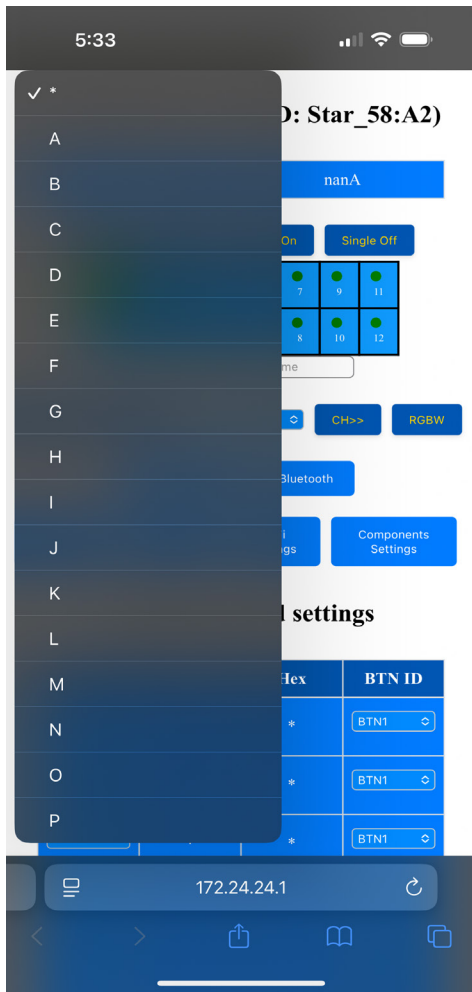 5:33
*
A
B
C
D
E
F
G
H
I
J
K
L
M
N
O
P
D: Star_58:A2)
nanA
On
Single Off
7
9
11
8
10
12
me
CH>>
RGBW
Bluetooth
i
gs
Components
Settings
settings
Hex
BTN ID
*
BTN1
*
BTN1
*
BTN1
172.24.24.1